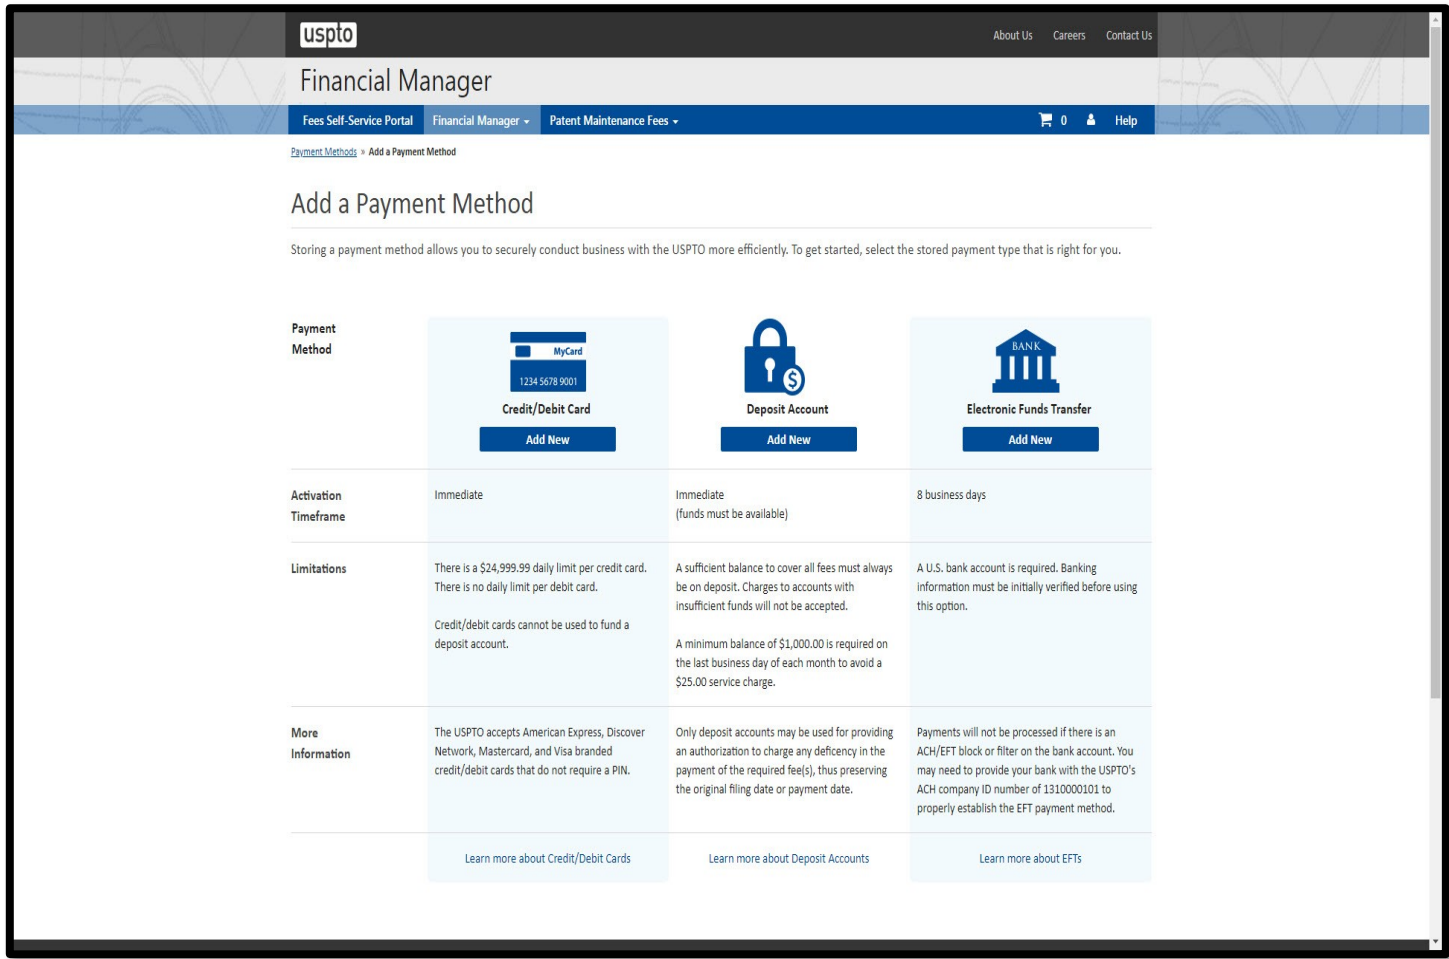 uspto
About Us Careers Contact Us
Financial Manager
Fees Self-Service Portal Financial Manager Patent Maintenance Fees 0 Help
Payment Methods » Add a Payment Method
Add a Payment Method
Storing a payment method allows you to securely conduct business with the USPTO more efficiently. To get started, select the stored payment type that is right for you.
Payment
Method
MyCard
1234 5678 9001
Credit/Debit Card
Add New
$
Deposit Account
Add New
BANK
Electronic Funds Transfer
Add New
Activation
Timeframe
Immediate
Immediate
(funds must be available)
8 business days
Limitations
There is a $24,999.99 daily limit per credit card.
There is no daily limit per debit card.
Credit/debit cards cannot be used to fund a
deposit account.
A sufficient balance to cover all fees must always
be on deposit. Charges to accounts with
insufficient funds will not be accepted.
A minimum balance of $1,000.00 is required on
the last business day of each month to avoid a
$25.00 service charge.
A U.S. bank account is required. Banking
information must be initially verified before using
this option.
More
Information
The USPTO accepts American Express, Discover
Network, Mastercard, and Visa branded
credit/debit cards that do not require a PIN.
Only deposit accounts may be used for providing
an authorization to charge any deficency in the
payment of the required fee(s), thus preserving
the original filing date or payment date.
Payments will not be processed if there is an
ACH/EFT block or filter on the bank account. You
may need to provide your bank with the USPTO's
ACH company ID number of 1310000101 to
properly establish the EFT payment method.
Learn more about Credit/Debit Cards
Learn more about Deposit Accounts
Learn more about EFTs